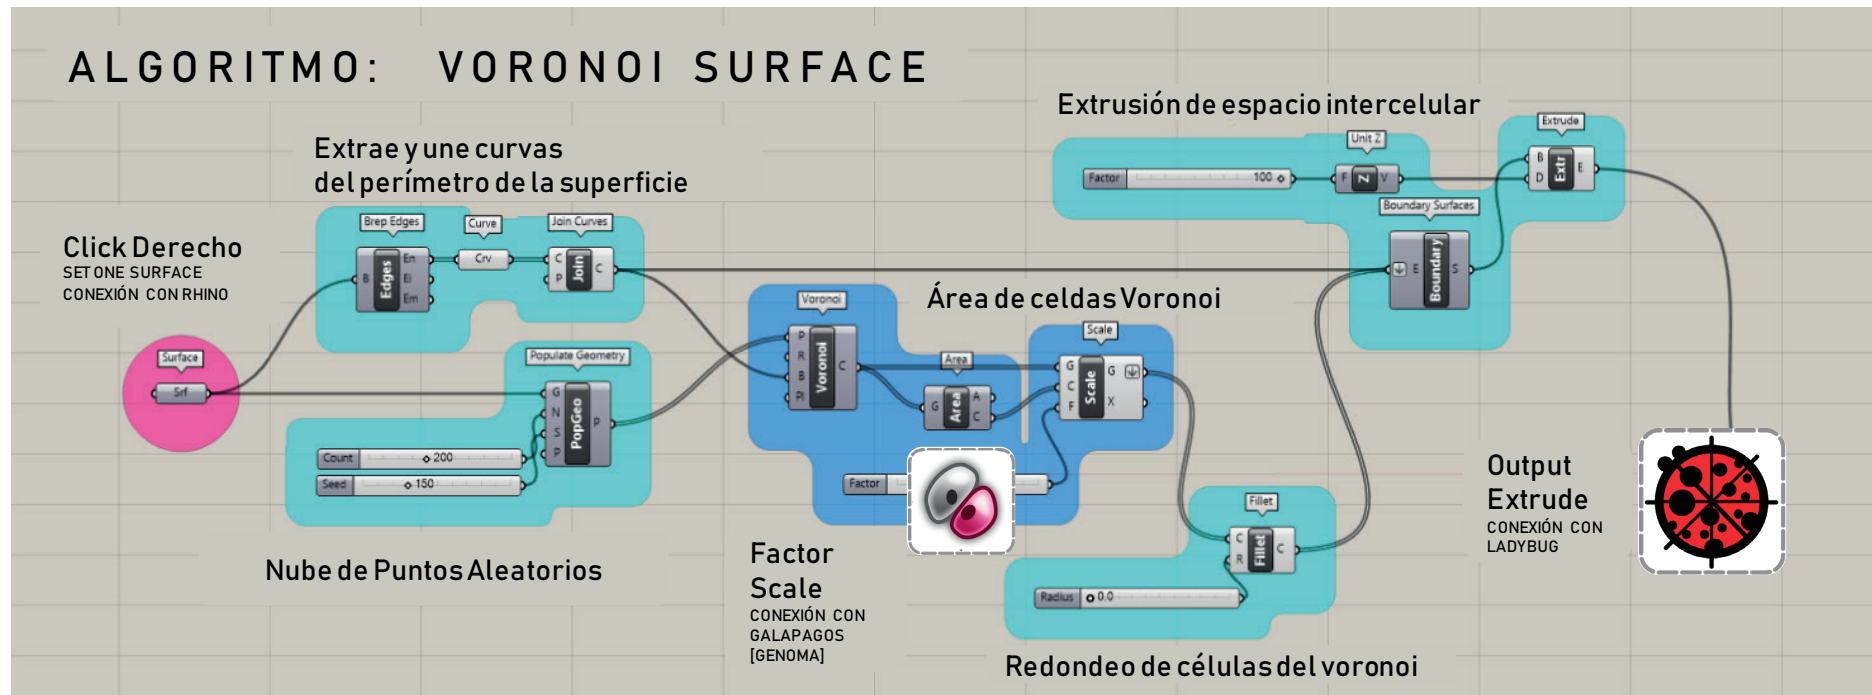 ALGORITMO: VORONOI SURFACE
Extrae y une curvas
del perímetro de la superficie
Click Derecho
SET ONE SURFACE
CONEXIÓN CON RHINO
Surface
Srf
Brep Edges
B
Edges
En
Ei
Em
Curve
Crv
Join Curves
C
P
Join
C
Populate Geometry
G
N
S
P
PopGeo
P
Count
200
Seed
150
Nube de Puntos Aleatorios
Área de celdas Voronoi
Voronoi
P
R
B
Pl
Voronoi
C
Area
G
Area
A
C
Scale
G
C
F
Scale
G
X
Factor
Factor
Scale
CONEXIÓN CON
GALAPAGOS
[GENOMA]
Fillet
C
R
Fillet
C
Radius
0.0
Redondeo de células del voronoi
Extrusión de espacio intercelular
Factor
100
Unit Z
F
Z
V
Boundary Surfaces
E
Boundary
S
Extrude
B
D
Extr
E
Output
Extrude
CONEXIÓN CON
LADYBUG